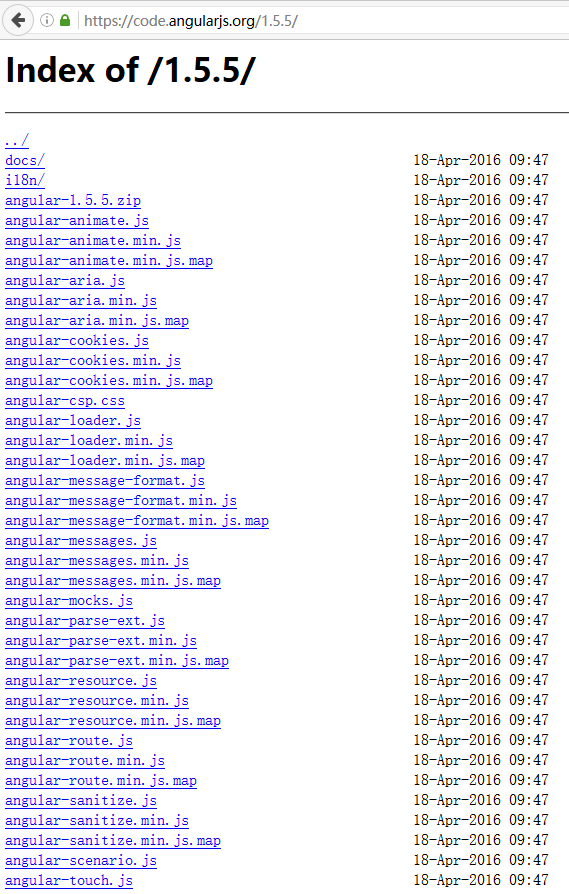 https://code.angularjs.org/1.5.5/
Index of /1.5.5/
../
docs/ 18-Apr-2016 09:47
i18n/ 18-Apr-2016 09:47
angular-1.5.5.zip 18-Apr-2016 09:47
angular-animate.js 18-Apr-2016 09:47
angular-animate.min.js 18-Apr-2016 09:47
angular-animate.min.js.map 18-Apr-2016 09:47
angular-aria.js 18-Apr-2016 09:47
angular-aria.min.js 18-Apr-2016 09:47
angular-aria.min.js.map 18-Apr-2016 09:47
angular-cookies.js 18-Apr-2016 09:47
angular-cookies.min.js 18-Apr-2016 09:47
angular-cookies.min.js.map 18-Apr-2016 09:47
angular-csp.css 18-Apr-2016 09:47
angular-loader.js 18-Apr-2016 09:47
angular-loader.min.js 18-Apr-2016 09:47
angular-loader.min.js.map 18-Apr-2016 09:47
angular-message-format.js 18-Apr-2016 09:47
angular-message-format.min.js 18-Apr-2016 09:47
angular-message-format.min.js.map 18-Apr-2016 09:47
angular-messages.js 18-Apr-2016 09:47
angular-messages.min.js 18-Apr-2016 09:47
angular-messages.min.js.map 18-Apr-2016 09:47
angular-mocks.js 18-Apr-2016 09:47
angular-parse-ext.js 18-Apr-2016 09:47
angular-parse-ext.min.js 18-Apr-2016 09:47
angular-parse-ext.min.js.map 18-Apr-2016 09:47
angular-resource.js 18-Apr-2016 09:47
angular-resource.min.js 18-Apr-2016 09:47
angular-resource.min.js.map 18-Apr-2016 09:47
angular-route.js 18-Apr-2016 09:47
angular-route.min.js 18-Apr-2016 09:47
angular-route.min.js.map 18-Apr-2016 09:47
angular-sanitize.js 18-Apr-2016 09:47
angular-sanitize.min.js 18-Apr-2016 09:47
angular-sanitize.min.js.map 18-Apr-2016 09:47
angular-scenario.js 18-Apr-2016 09:47
angular-touch.js 18-Apr-2016 09:47